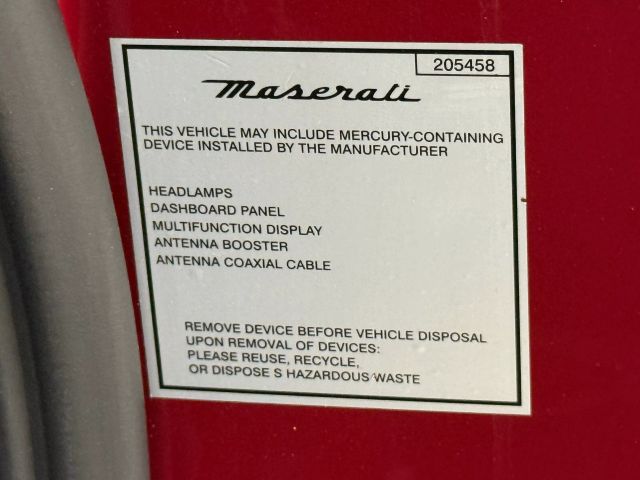 205458
Maserati
THIS VEHICLE MAY INCLUDE MERCURY-CONTAINING
DEVICE INSTALLED BY THE MANUFACTURER
HEADLAMPS
DASHBOARD PANEL
MULTIFUNCTION DISPLAY
ANTENNA BOOSTER
ANTENNA COAXIAL CABLE
REMOVE DEVICE BEFORE VEHICLE DISPOSAL
UPON REMOVAL OF DEVICES:
PLEASE REUSE, RECYCLE,
OR DISPOSE S HAZARDOUS WASTE